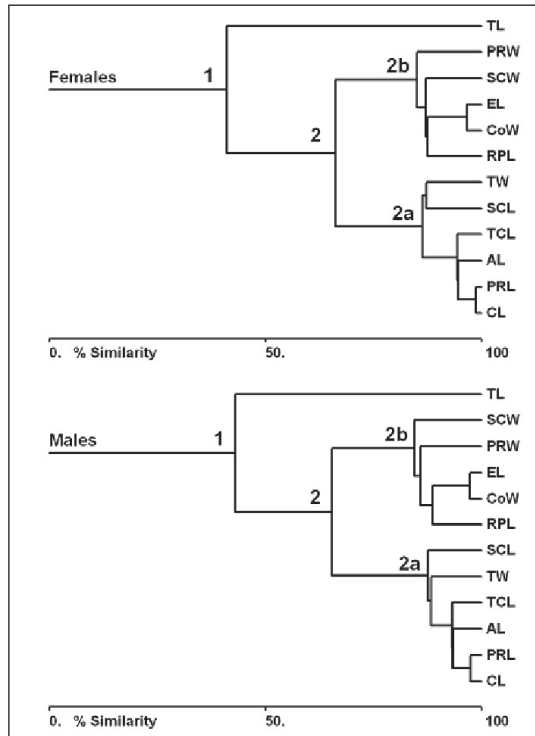 TL
PRW
2b
Females
1
SCW
EL
2
CoW
RPL
TW
2a
SCL
TCL
AL
PRL
CL
0. % Similarity 50. 100
TL
SCW
2b
Males
1
PRW
EL
2
CoW
RPL
SCL
2a
TW
TCL
AL
PRL
CL
0. % Similarity 50. 100